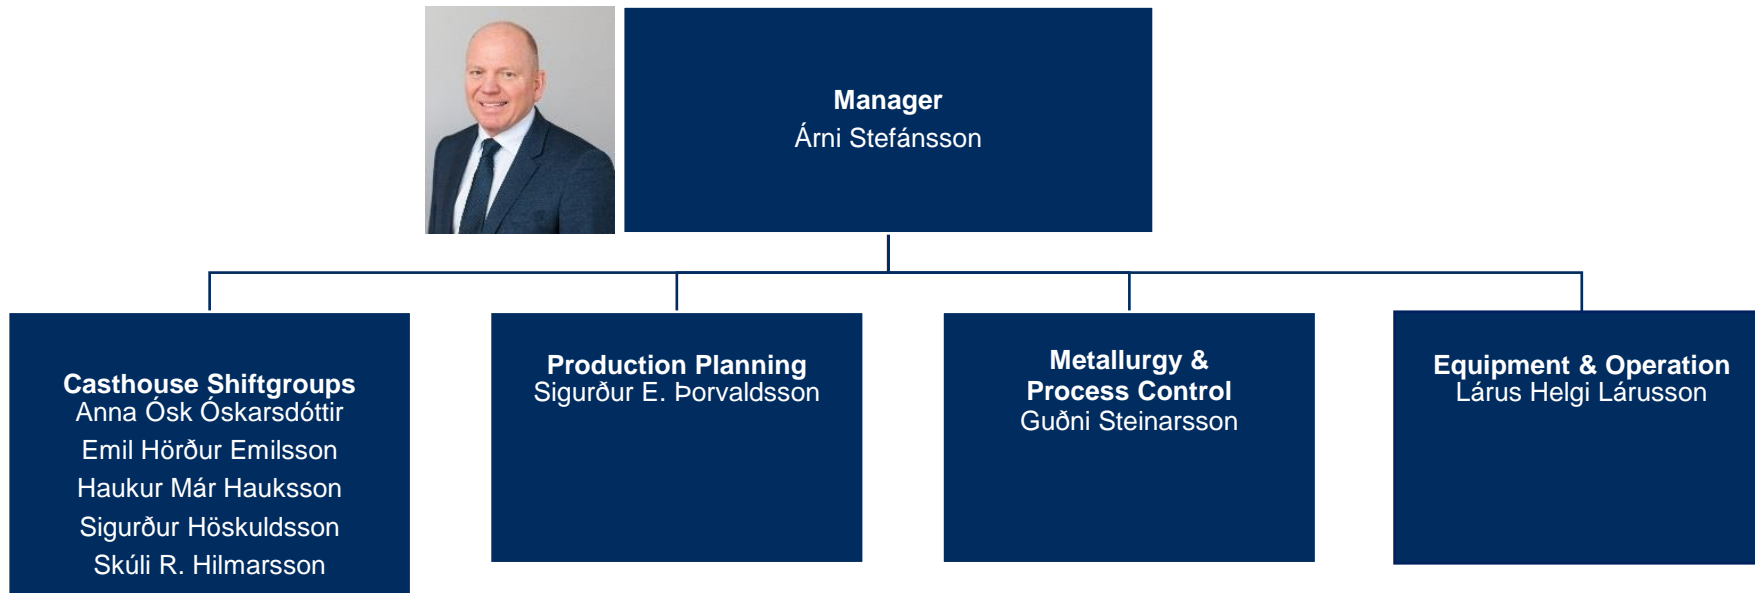 Manager
Árni Stefánsson
Casthouse Shiftgroups
Anna Ósk Óskarsdóttir
Emil Hörður Emilsson
Haukur Már Hauksson
Sigurður Höskuldsson
Skúli R. Hilmarsson
Production Planning
Sigurður E. Þorvaldsson
Metallurgy &
Process Control
Guðni Steinarsson
Equipment & Operation
Lárus Helgi Lárusson